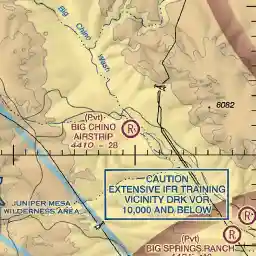 Big
Chino
Wash
6082
(Pvt)
BIG CHINO
AIRSTRIP
4410 - 28
R
CAUTION
EXTENSIVE IFR TRAINING
VICINITY DRK VOR
10,000 AND BELOW
JUNIPER MESA
WILDERNESS AREA
R
(Pvt)
R
BIG SPRINGS RANCH